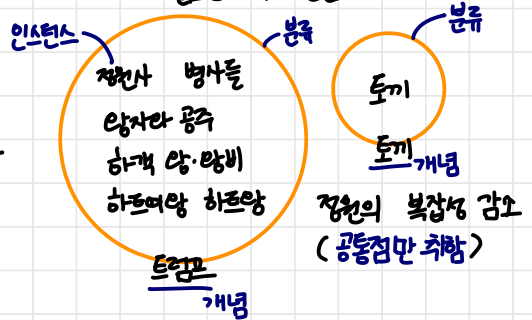 인스턴스
분류
분류
정원사 병사들
왕자와 공주
하객 왕·왕비
하트여왕 하트왕
트럼프
개념
토끼
토끼
개념
정원의 복잡성 감소
(공통점만 취함)